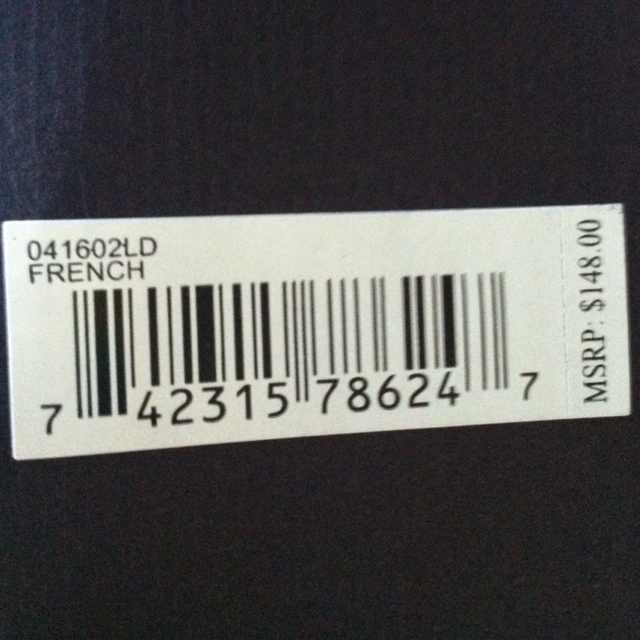 041602LD
FRENCH
7 42315 78624 7
MSRP: $148.00